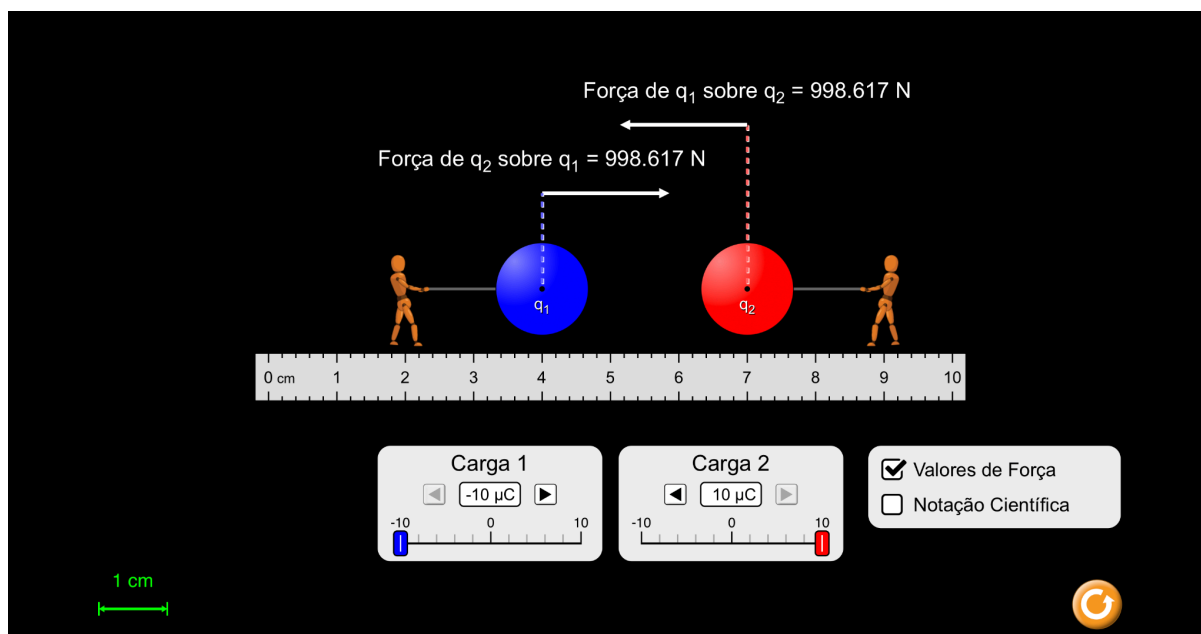 Força de q₁ sobre q₂ = 998.617 N
Força de q₂ sobre q₁ = 998.617 N
q₁
q₂
0 cm 1 2 3 4 5 6 7 8 9 10
Carga 1
-10 μC
-10 0 10
Carga 2
10 μC
-10 0 10
Valores de Força
Notação Científica
1 cm